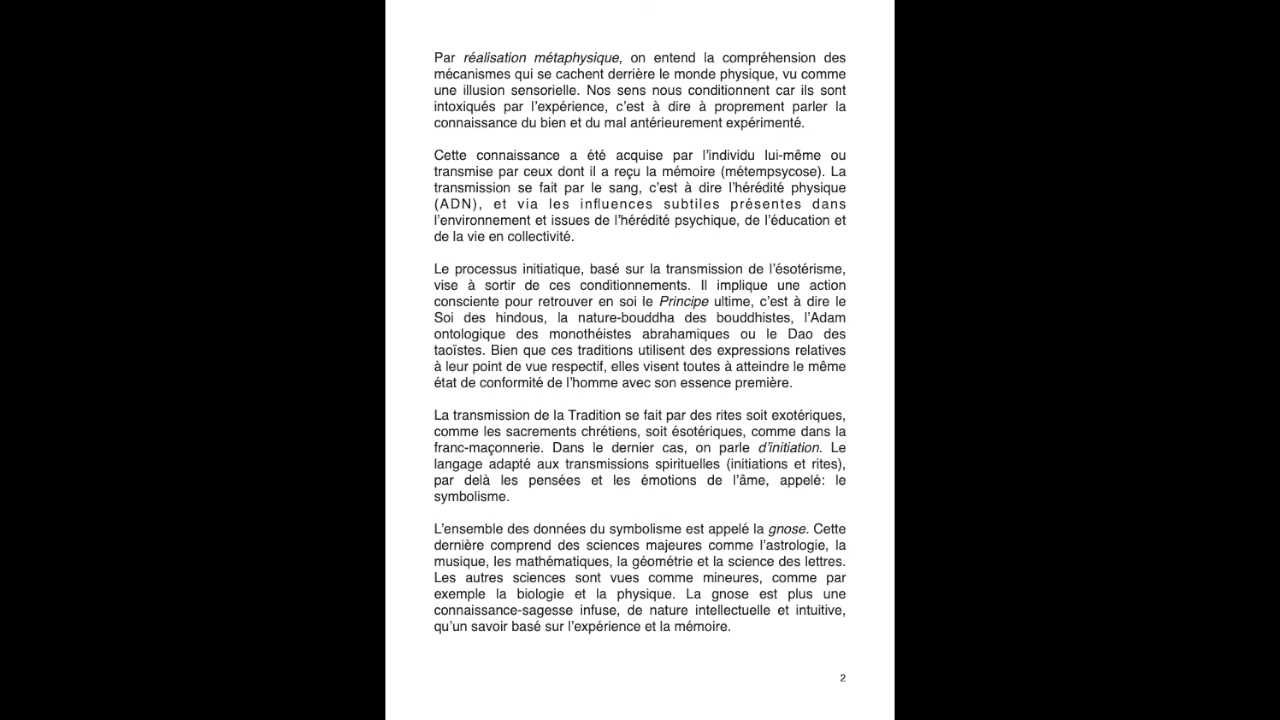 Par réalisation métaphysique, on entend la compréhension des
mécanismes qui se cachent derrière le monde physique, vu comme
une illusion sensorielle. Nos sens nous conditionnent car ils sont
intoxiqués par l’expérience, c’est à dire à proprement parler la
connaissance du bien et du mal antérieurement expérimenté.
Cette connaissance a été acquise par l’individu lui-même ou
transmise par ceux dont il a reçu la mémoire (métempsycose). La
transmission se fait par le sang, c’est à dire l’hérédité physique
(ADN), et via les influences subtiles présentes dans
l’environnement et issues de l’hérédité psychique, de l’éducation et
de la vie en collectivité.
Le processus initiatique, basé sur la transmission de l’ésotérisme,
vise à sortir de ces conditionnements. Il implique une action
consciente pour retrouver en soi le Principe ultime, c’est à dire le
Soi des hindous, la nature-bouddha des bouddhistes, l’Adam
ontologique des monothéistes abrahamiques ou le Dao des
taoïstes. Bien que ces traditions utilisent des expressions relatives
à leur point de vue respectif, elles visent toutes à atteindre le même
état de conformité de l’homme avec son essence première.
La transmission de la Tradition se fait par des rites soit exotériques,
comme les sacrements chrétiens, soit ésotériques, comme dans la
franc-maçonnerie. Dans le dernier cas, on parle d’initiation. Le
langage adapté aux transmissions spirituelles (initiations et rites),
par delà les pensées et les émotions de l’âme, appelé: le
symbolisme.
L’ensemble des données du symbolisme est appelé la gnose. Cette
dernière comprend des sciences majeures comme l’astrologie, la
musique, les mathématiques, la géométrie et la science des lettres.
Les autres sciences sont vues comme mineures, comme par
exemple la biologie et la physique. La gnose est plus une
connaissance-sagesse infuse, de nature intellectuelle et intuitive,
qu’un savoir basé sur l’expérience et la mémoire.
2